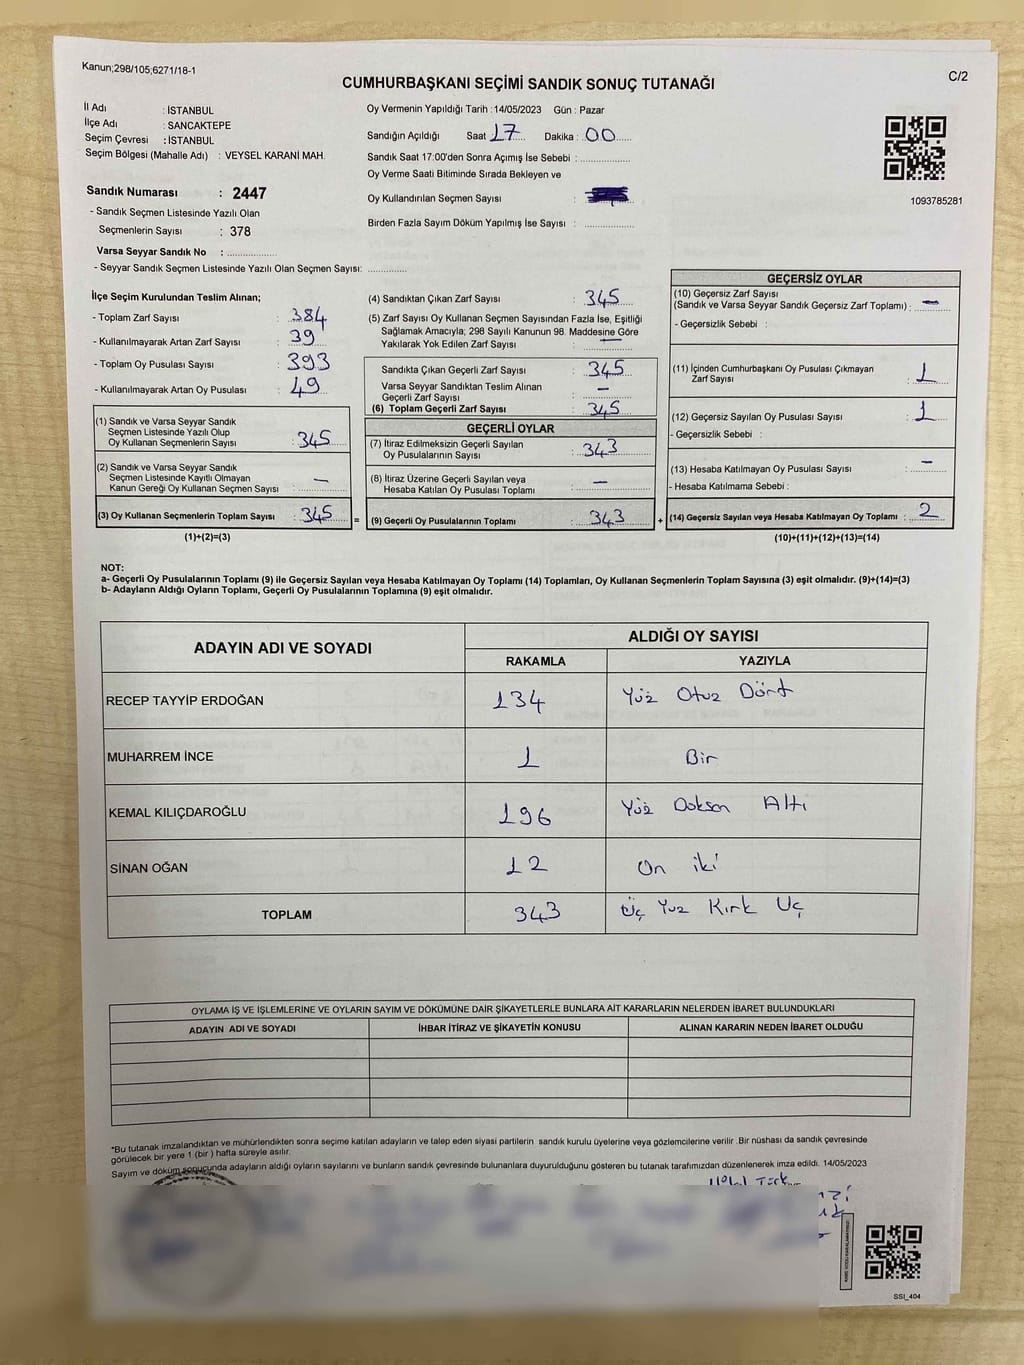 Kanun;298/105;6271/18-1
C/2
CUMHURBAŞKANI SEÇİMİ SANDIK SONUÇ TUTANAĞI
İl Adı : İSTANBUL
İlçe Adı : SANCAKTEPE
Seçim Çevresi : İSTANBUL
Seçim Bölgesi (Mahalle Adı) : VEYSEL KARANİ MAH.
Sandık Numarası : 2447
- Sandık Seçmen Listesinde Yazılı Olan
Seçmenlerin Sayısı : 378
Varsa Seyyar Sandık No : ................
- Seyyar Sandık Seçmen Listesinde Yazılı Olan Seçmen Sayısı: ............
Oy Vermenin Yapıldığı Tarih : 14/05/2023 Gün : Pazar
Sandığın Açıldığı Saat 17 Dakika : 00
Sandık Saat 17:00'den Sonra Açımış İse Sebebi : ................
Oy Verme Saati Bitiminde Sırada Bekleyen ve
Oy Kullandırılan Seçmen Sayısı :
Birden Fazla Sayım Döküm Yapılmış İse Sayısı : ................
1093785281
İlçe Seçim Kurulundan Teslim Alınan;
- Toplam Zarf Sayısı : 384
- Kullanılmayarak Artan Zarf Sayısı : 39
- Toplam Oy Pusulası Sayısı : 393
- Kullanılmayarak Artan Oy Pusulası : 49
(1) Sandık ve Varsa Seyyar Sandık
Seçmen Listesinde Yazılı Olup
Oy Kullanan Seçmenlerin Sayısı : 345
(2) Sandık ve Varsa Seyyar Sandık
Seçmen Listesinde Kayıtlı Olmayan
Kanun Gereği Oy Kullanan Seçmen Sayısı : —
(3) Oy Kullanan Seçmenlerin Toplam Sayısı : 345 =
(1)+(2)=(3)
(4) Sandıktan Çıkan Zarf Sayısı : 345
(5) Zarf Sayısı Oy Kullanan Seçmen Sayısından Fazla İse, Eşitliği
Sağlamak Amacıyla; 298 Sayılı Kanunun 98. Maddesine Göre
Yakılarak Yok Edilen Zarf Sayısı : —
Sandıkta Çıkan Geçerli Zarf Sayısı : 345
Varsa Seyyar Sandıktan Teslim Alınan
Geçerli Zarf Sayısı : —
(6) Toplam Geçerli Zarf Sayısı : 345
GEÇERLİ OYLAR
(7) İtiraz Edilmeksizin Geçerli Sayılan
Oy Pusulalarının Sayısı : 343
(8) İtiraz Üzerine Geçerli Sayılan veya
Hesaba Katılan Oy Pusulası Toplamı : —
(9) Geçerli Oy Pusulalarının Toplamı : 343 +
GEÇERSİZ OYLAR
(10) Geçersiz Zarf Sayısı
(Sandık ve Varsa Seyyar Sandık Geçersiz Zarf Toplamı) : —
- Geçersizlik Sebebi :
(11) İçinden Cumhurbaşkanı Oy Pusulası Çıkmayan
Zarf Sayısı : 1
(12) Geçersiz Sayılan Oy Pusulası Sayısı : 1
- Geçersizlik Sebebi :
(13) Hesaba Katılmayan Oy Pusulası Sayısı : —
- Hesaba Katılmama Sebebi :
(14) Geçersiz Sayılan veya Hesaba Katılmayan Oy Toplamı : 2
(10)+(11)+(12)+(13)=(14)
NOT:
a- Geçerli Oy Pusulalarının Toplamı (9) ile Geçersiz Sayılan veya Hesaba Katılmayan Oy Toplamı (14) Toplamları, Oy Kullanan Seçmenlerin Toplam Sayısına (3) eşit olmalıdır. (9)+(14)=(3)
b- Adayların Aldığı Oyların Toplamı, Geçerli Oy Pusulalarının Toplamına (9) eşit olmalıdır.
ADAYIN ADI VE SOYADI ALDIĞI OY SAYISI
RAKAMLA YAZIYLA
RECEP TAYYİP ERDOĞAN 134 Yüz Otuz Dört
MUHARREM İNCE 1 Bir
KEMAL KILIÇDAROĞLU 196 Yüz Doksan Altı
SİNAN OĞAN 12 On iki
TOPLAM 343 Üç Yuz Kırk Uç
OYLAMA İŞ VE İŞLEMLERİNE VE OYLARIN SAYIM VE DÖKÜMÜNE DAİR ŞİKAYETLERLE BUNLARA AİT KARARLARIN NELERDEN İBARET BULUNDUKLARI
ADAYIN ADI VE SOYADI İHBAR İTİRAZ VE ŞİKAYETİN KONUSU ALINAN KARARIN NEDEN İBARET OLDUĞU
*Bu tutanak imzalandıktan ve mühürlendikten sonra seçime katılan adayların ve talep eden siyasi partilerin sandık kurulu üyelerine veya gözlemcilerine verilir .Bir nüshası da sandık çevresinde
görülecek bir yere 1 (bir ) hafta süreyle asılır.
Sayım ve döküm sonucunda adayların aldığı oyların sayılarını ve bunların sandık çevresinde bulunanlara duyurulduğunu gösteren bu tutanak tarafımızdan düzenlenerek imza edildi. 14/05/2023
SSI_404